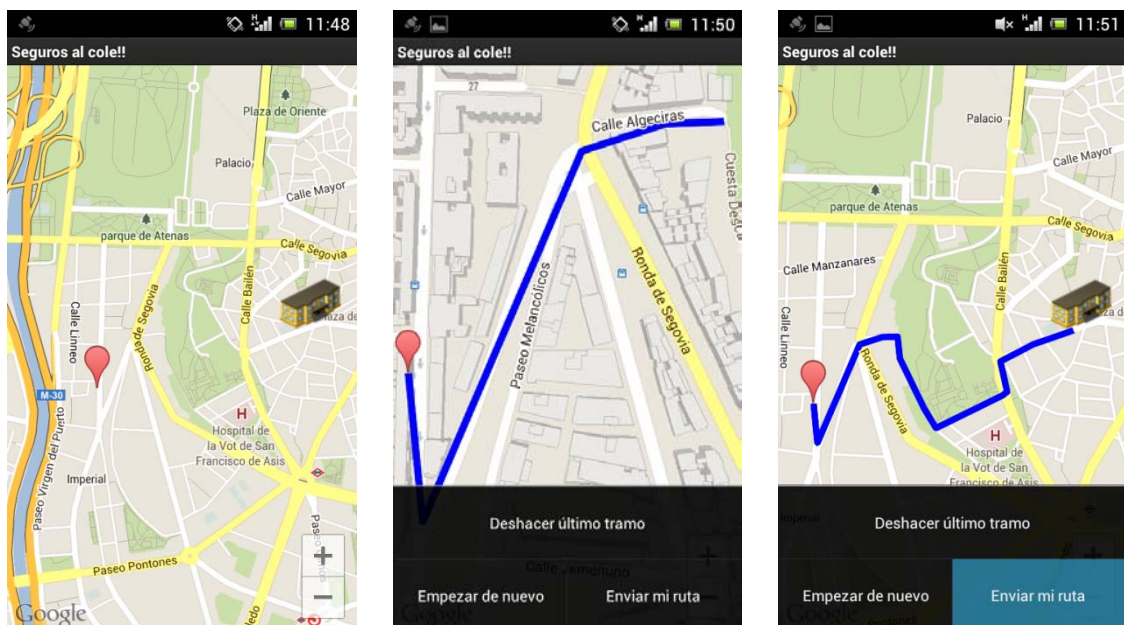 11:48
Seguros al cole!!
Plaza de Oriente
Palacio
Calle Mayor
parque de Atenas
Calle Segovia
Calle Bailén
Ronda de Segovia
Calle Linneo
M-30
Paseo Virgen del Puerto
H
Hospital de
la Vot de San
Francisco de Asis
Imperial
Paseo Pontones
+
−
Google
H
11:50
Seguros al cole!!
27
Calle Algeciras
Ronda de Segovia
Paseo Melancólicos
Deshacer último tramo
Empezar de nuevo
Enviar mi ruta
H
11:51
Seguros al cole!!
Palacio
Calle Mayor
parque de Atenas
Calle Segovia
Calle Manzanares
Calle Bailén
Calle Linneo
Ronda de Segovia
H
Hospital de
la Vot de San
Francisco de Asis
Deshacer último tramo
Empezar de nuevo
Enviar mi ruta